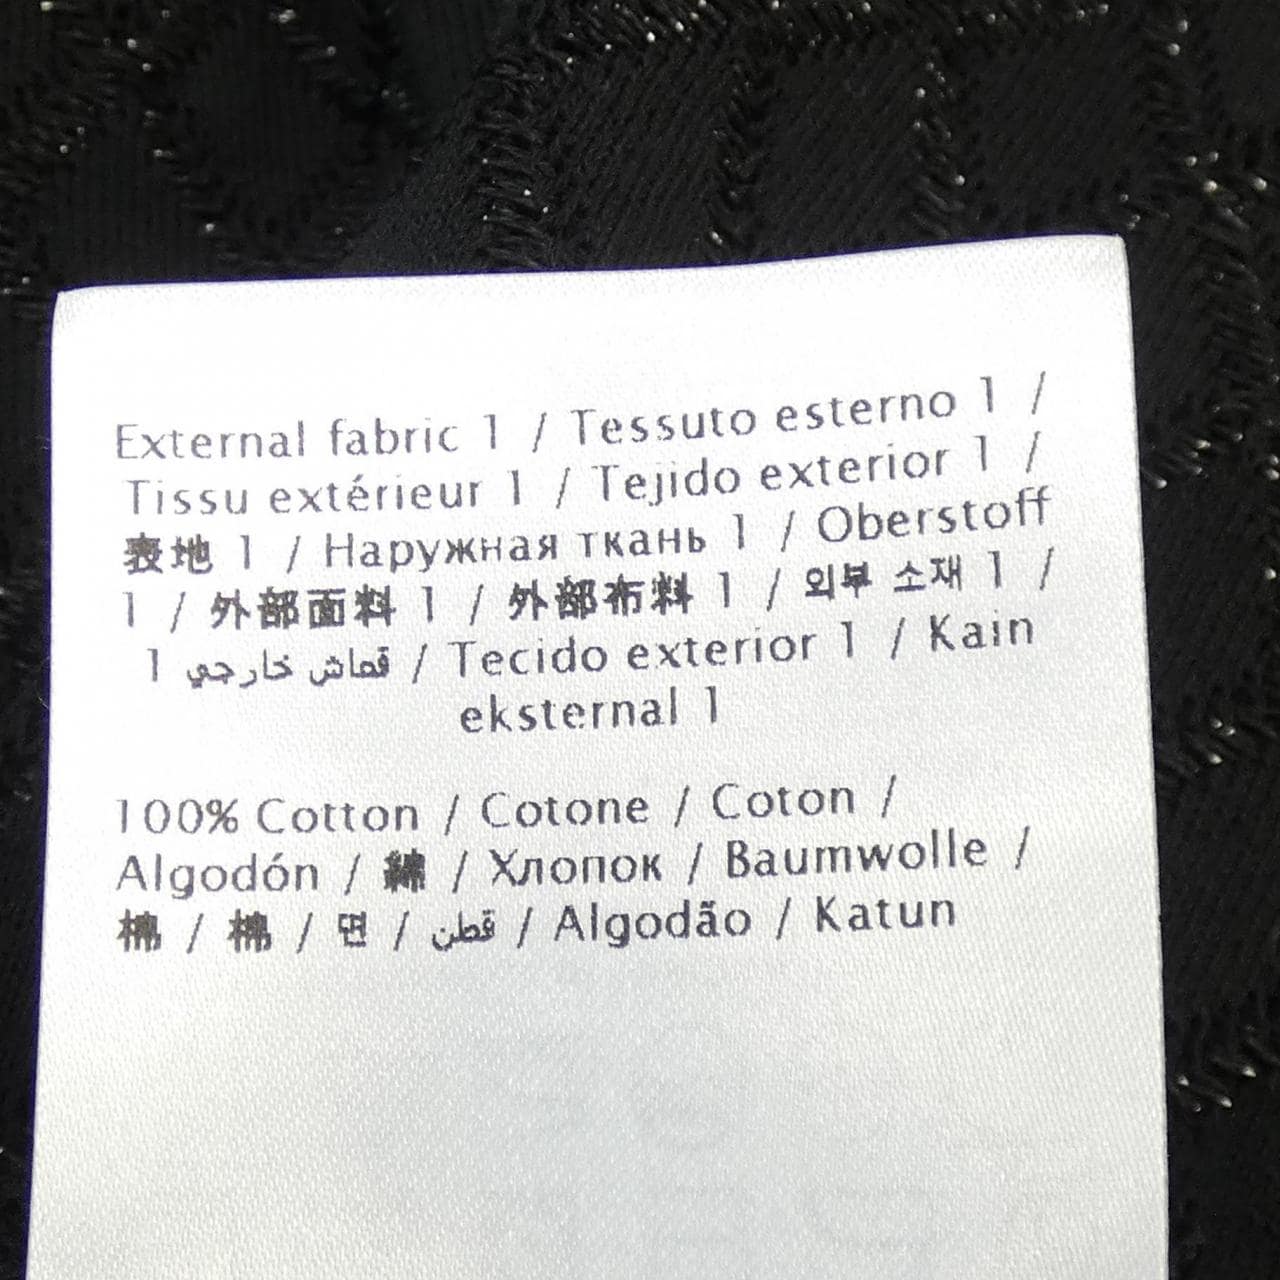 External fabric 1 / Tessuto esterno 1 /
Tissu extérieur 1 / Tejido exterior 1 /
表地 1 / Наружная ткань 1 / Oberstoff
1 / 外部面料 1 / 外部布料 1 / 외부 소재 1 /
قماش خارجي 1 / Tecido exterior 1 / Kain
eksternal 1
100% Cotton / Cotone / Coton /
Algodón / 綿 / Хлопок / Baumwolle /
棉 / 棉 / 면 / قطن / Algodão / Katun